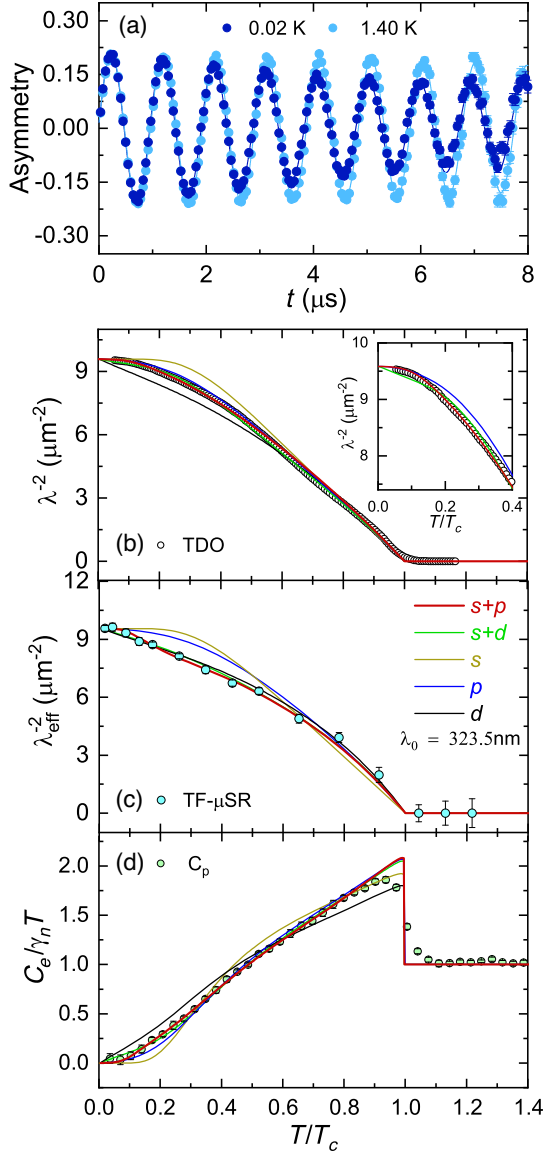 (a) 0.02 K 1.40 K
0.30
0.15
0.00
-0.15
-0.30
Asymmetry
0 2 4 6 8
t (μs)
9
6
3
0
λ⁻² (μm⁻²)
(b) TDO
10
9
8
λ⁻² (μm⁻²)
0.0 0.2 0.4
T/Tc
12
9
6
3
0
λ⁻²eff (μm⁻²)
s+p
s+d
s
p
d
λ₀ = 323.5nm
(c) TF-μSR
(d) Cp
2.0
1.5
1.0
0.5
0.0
Ce/γnT
0.0 0.2 0.4 0.6 0.8 1.0 1.2 1.4
T/Tc